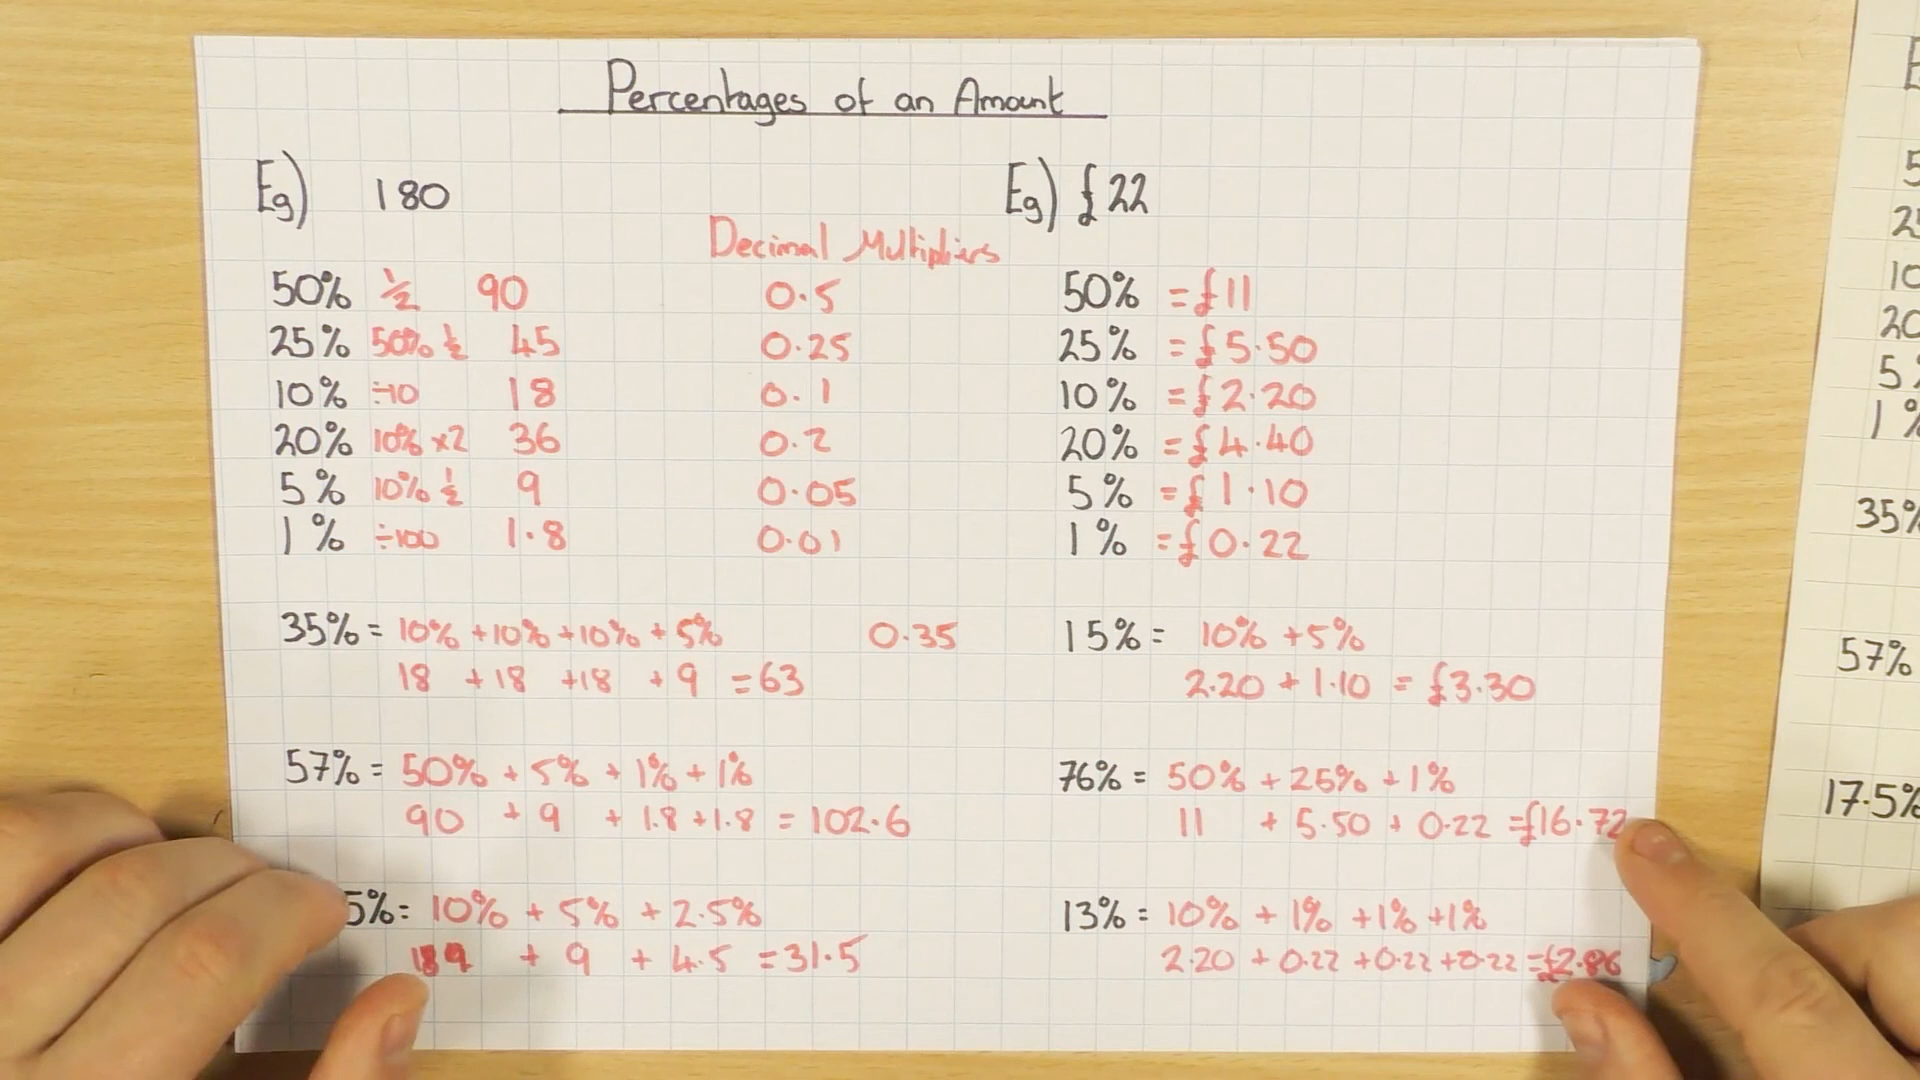 Percentages of an Amount
Eg) 180
Decimal Multipliers
50% ½ 90 0.5
25% 50% ½ 45 0.25
10% ÷10 18 0.1
20% 10% ×2 36 0.2
5% 10% ½ 9 0.05
1% ÷100 1.8 0.01
35% = 10% + 10% + 10% + 5% 0.35
18 + 18 + 18 + 9 = 63
57% = 50% + 5% + 1% + 1%
90 + 9 + 1.8 + 1.8 = 102.6
5% = 10% + 5% + 2.5%
+ 9 + 4.5 = 31.5
Eg) £22
50% = £11
25% = £5.50
10% = £2.20
20% = £4.40
5% = £1.10
1% = £0.22
15% = 10% + 5%
2.20 + 1.10 = £3.30
76% = 50% + 25% + 1%
11 + 5.50 + 0.22 = £16.72
13% = 10% + 1% + 1% + 1%
2.20 + 0.22 + 0.22 + 0.22 = £2.86
10
20
5%
1%
35%
57%
17.5%